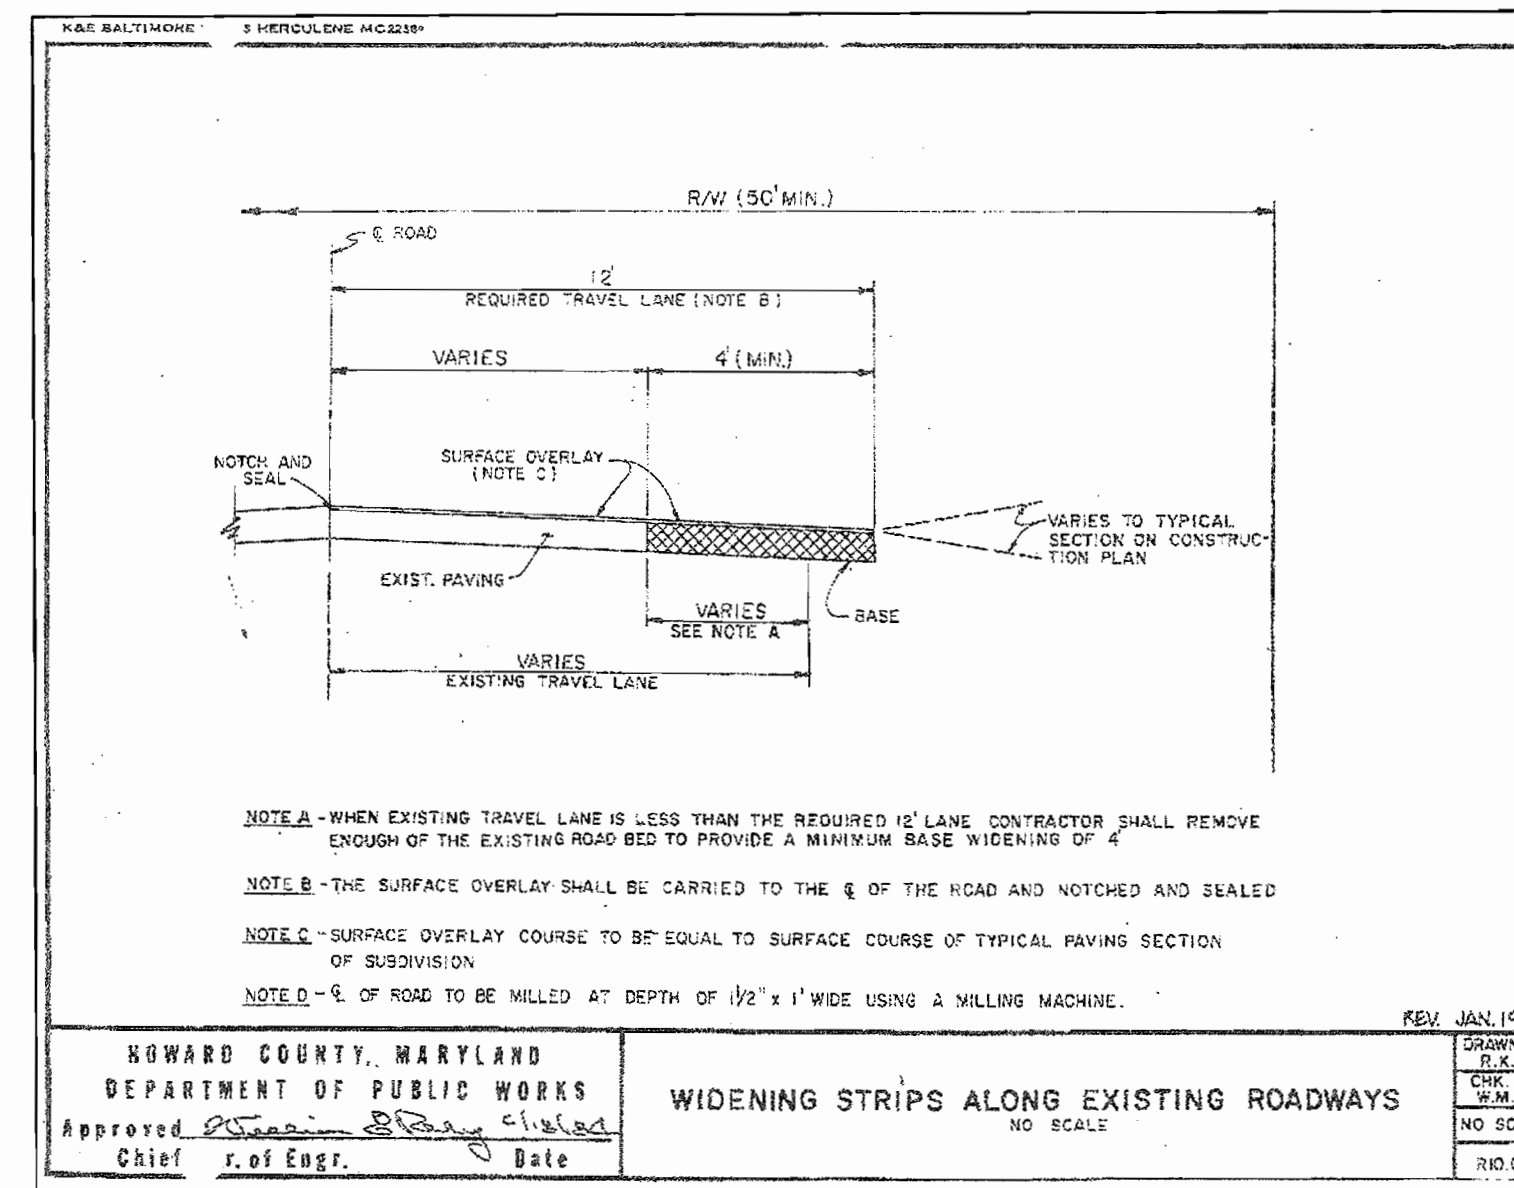 K&E BALTIMORE S HERCULENE
R/W (50' MIN.)
℄ ROAD
12'
REQUIRED TRAVEL LANE (NOTE B)
VARIES
4' (MIN.)
NOTCH AND
SEAL
SURFACE OVERLAY
(NOTE C)
VARIES TO TYPICAL
SECTION ON CONSTRUC-
TION PLAN
EXIST. PAVING
VARIES
SEE NOTE A
BASE
VARIES
EXISTING TRAVEL LANE
NOTE A - WHEN EXISTING TRAVEL LANE IS LESS THAN THE REQUIRED 12' LANE CONTRACTOR SHALL REMOVE
ENOUGH OF THE EXISTING ROAD BED TO PROVIDE A MINIMUM BASE WIDENING OF 4'
NOTE B - THE SURFACE OVERLAY SHALL BE CARRIED TO THE ℄ OF THE ROAD AND NOTCHED AND SEALED
NOTE C - SURFACE OVERLAY COURSE TO BE EQUAL TO SURFACE COURSE OF TYPICAL PAVING SECTION
OF SUBDIVISION
NOTE D - ℄ OF ROAD TO BE MILLED AT DEPTH OF 1 1/2" x 1' WIDE USING A MILLING MACHINE.
REV. JAN. 19
HOWARD COUNTY, MARYLAND
DEPARTMENT OF PUBLIC WORKS
Approved
Chief r. of Engr. Date
WIDENING STRIPS ALONG EXISTING ROADWAYS
NO SCALE
DRAWN
R.K.
CHK.
W.M.
NO SC
R10.